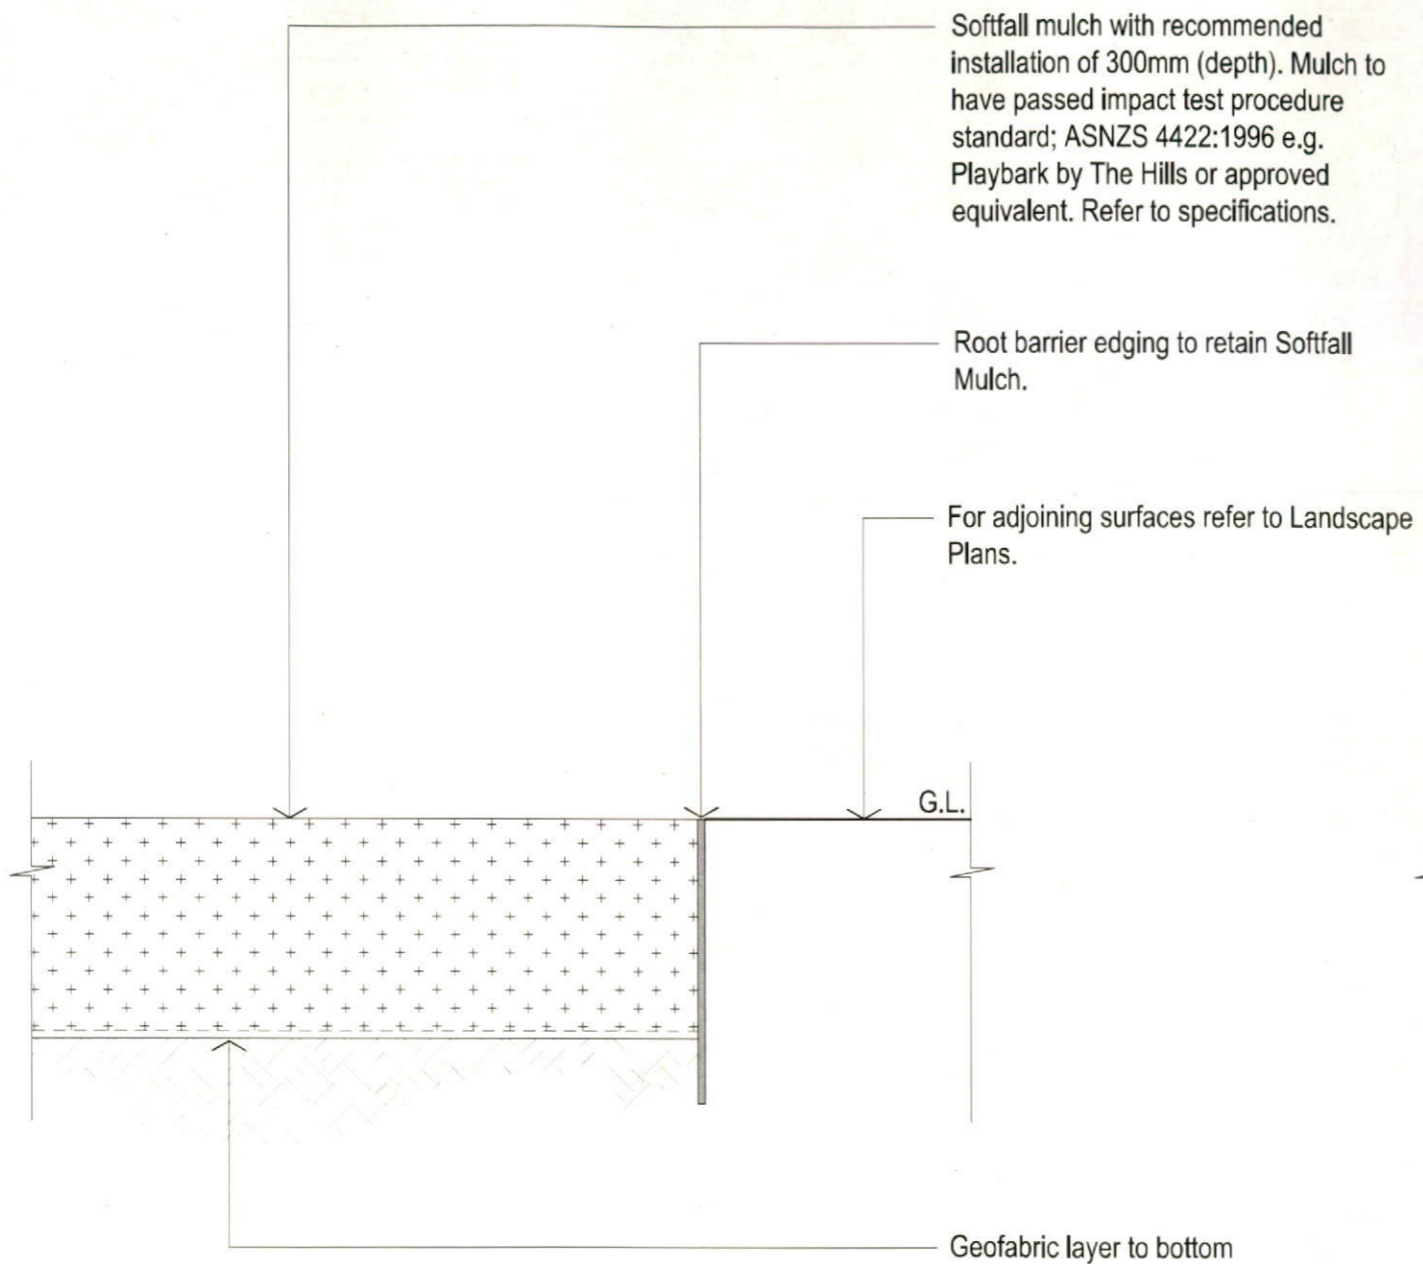 Softfall mulch with recommended
installation of 300mm (depth). Mulch to
have passed impact test procedure
standard; ASNZS 4422:1996 e.g.
Playbark by The Hills or approved
equivalent. Refer to specifications.
Root barrier edging to retain Softfall
Mulch.
For adjoining surfaces refer to Landscape
Plans.
G.L.
Geofabric layer to bottom